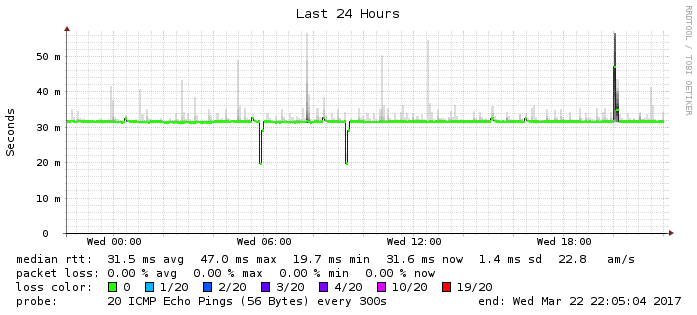 Last 24 Hours
RRDTOOL / TOBI OETIKER
Seconds
50 m
40 m
30 m
20 m
10 m
0
Wed 00:00 Wed 06:00 Wed 12:00 Wed 18:00
median rtt: 31.5 ms avg 47.0 ms max 19.7 ms min 31.6 ms now 1.4 ms sd 22.8 am/s
packet loss: 0.00 % avg 0.00 % max 0.00 % min 0.00 % now
loss color: 0 1/20 2/20 3/20 4/20 10/20 19/20
probe: 20 ICMP Echo Pings (56 Bytes) every 300s end: Wed Mar 22 22:05:04 2017